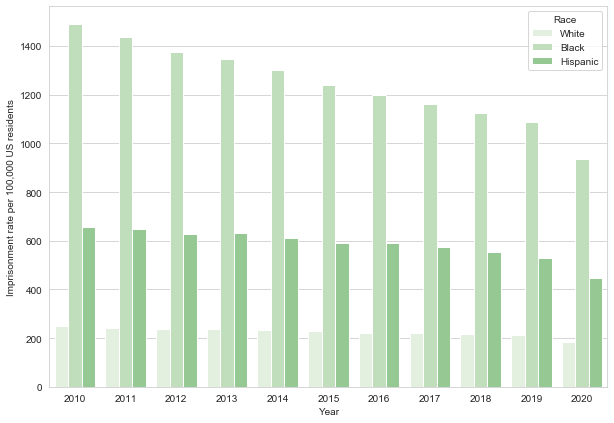 Race
White
Black
Hispanic
Imprisonment rate per 100,000 US residents
1400
1200
1000
800
600
400
200
0
2010 2011 2012 2013 2014 2015 2016 2017 2018 2019 2020
Year